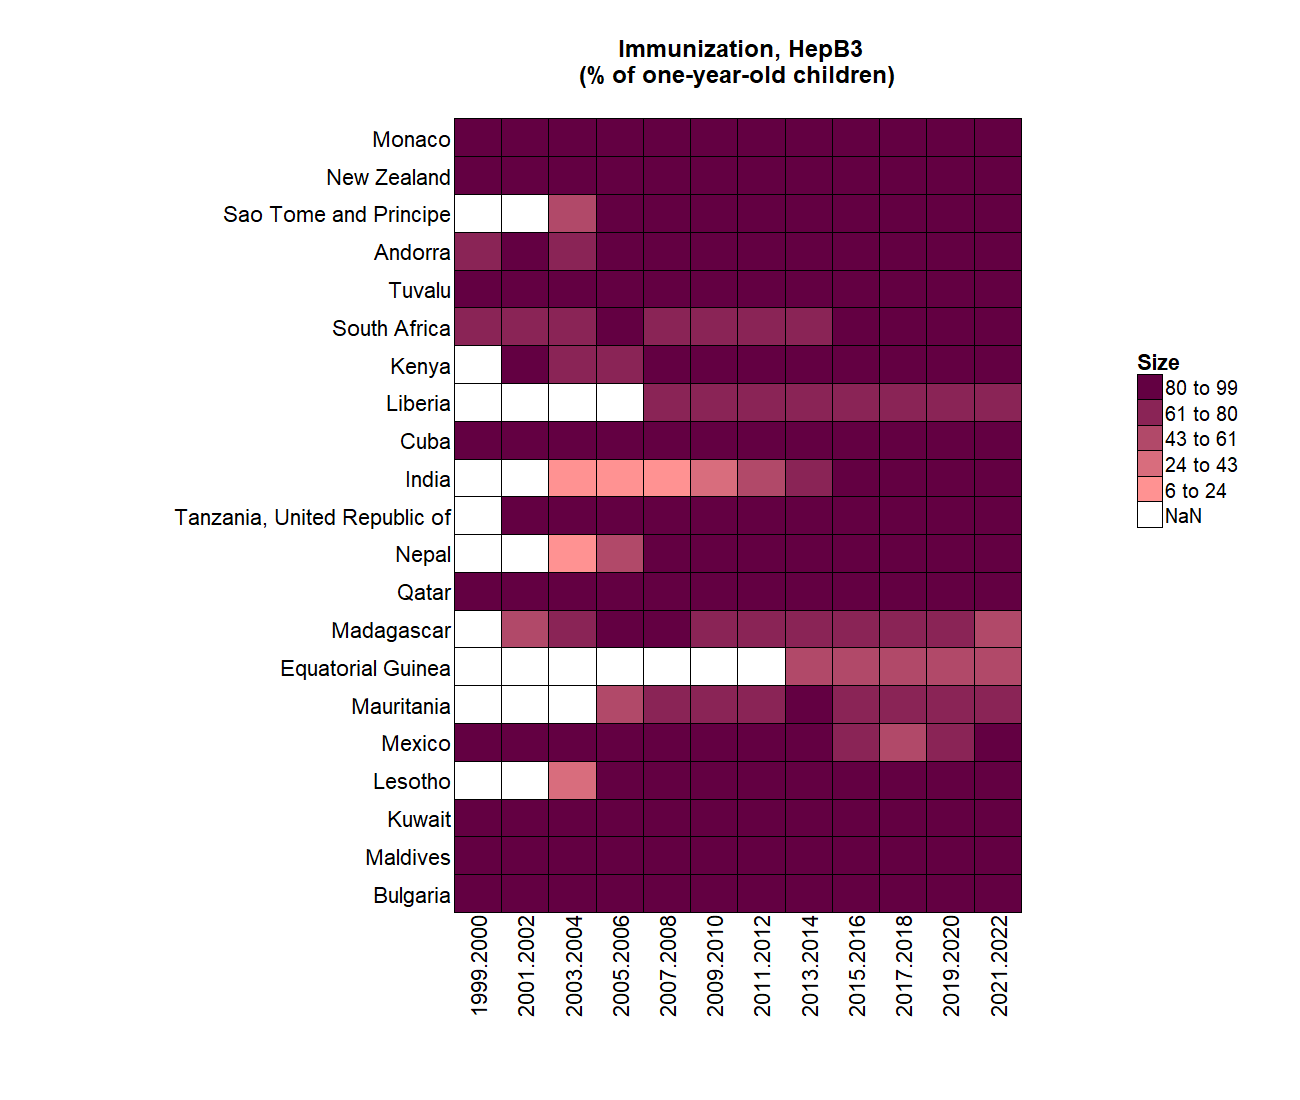 Immunization, HepB3
(% of one-year-old children)
Monaco
New Zealand
Sao Tome and Principe
Andorra
Tuvalu
South Africa
Kenya
Liberia
Cuba
India
Tanzania, United Republic of
Nepal
Qatar
Madagascar
Equatorial Guinea
Mauritania
Mexico
Lesotho
Kuwait
Maldives
Bulgaria
1999.2000
2001.2002
2003.2004
2005.2006
2007.2008
2009.2010
2011.2012
2013.2014
2015.2016
2017.2018
2019.2020
2021.2022
Size
80 to 99
61 to 80
43 to 61
24 to 43
6 to 24
NaN